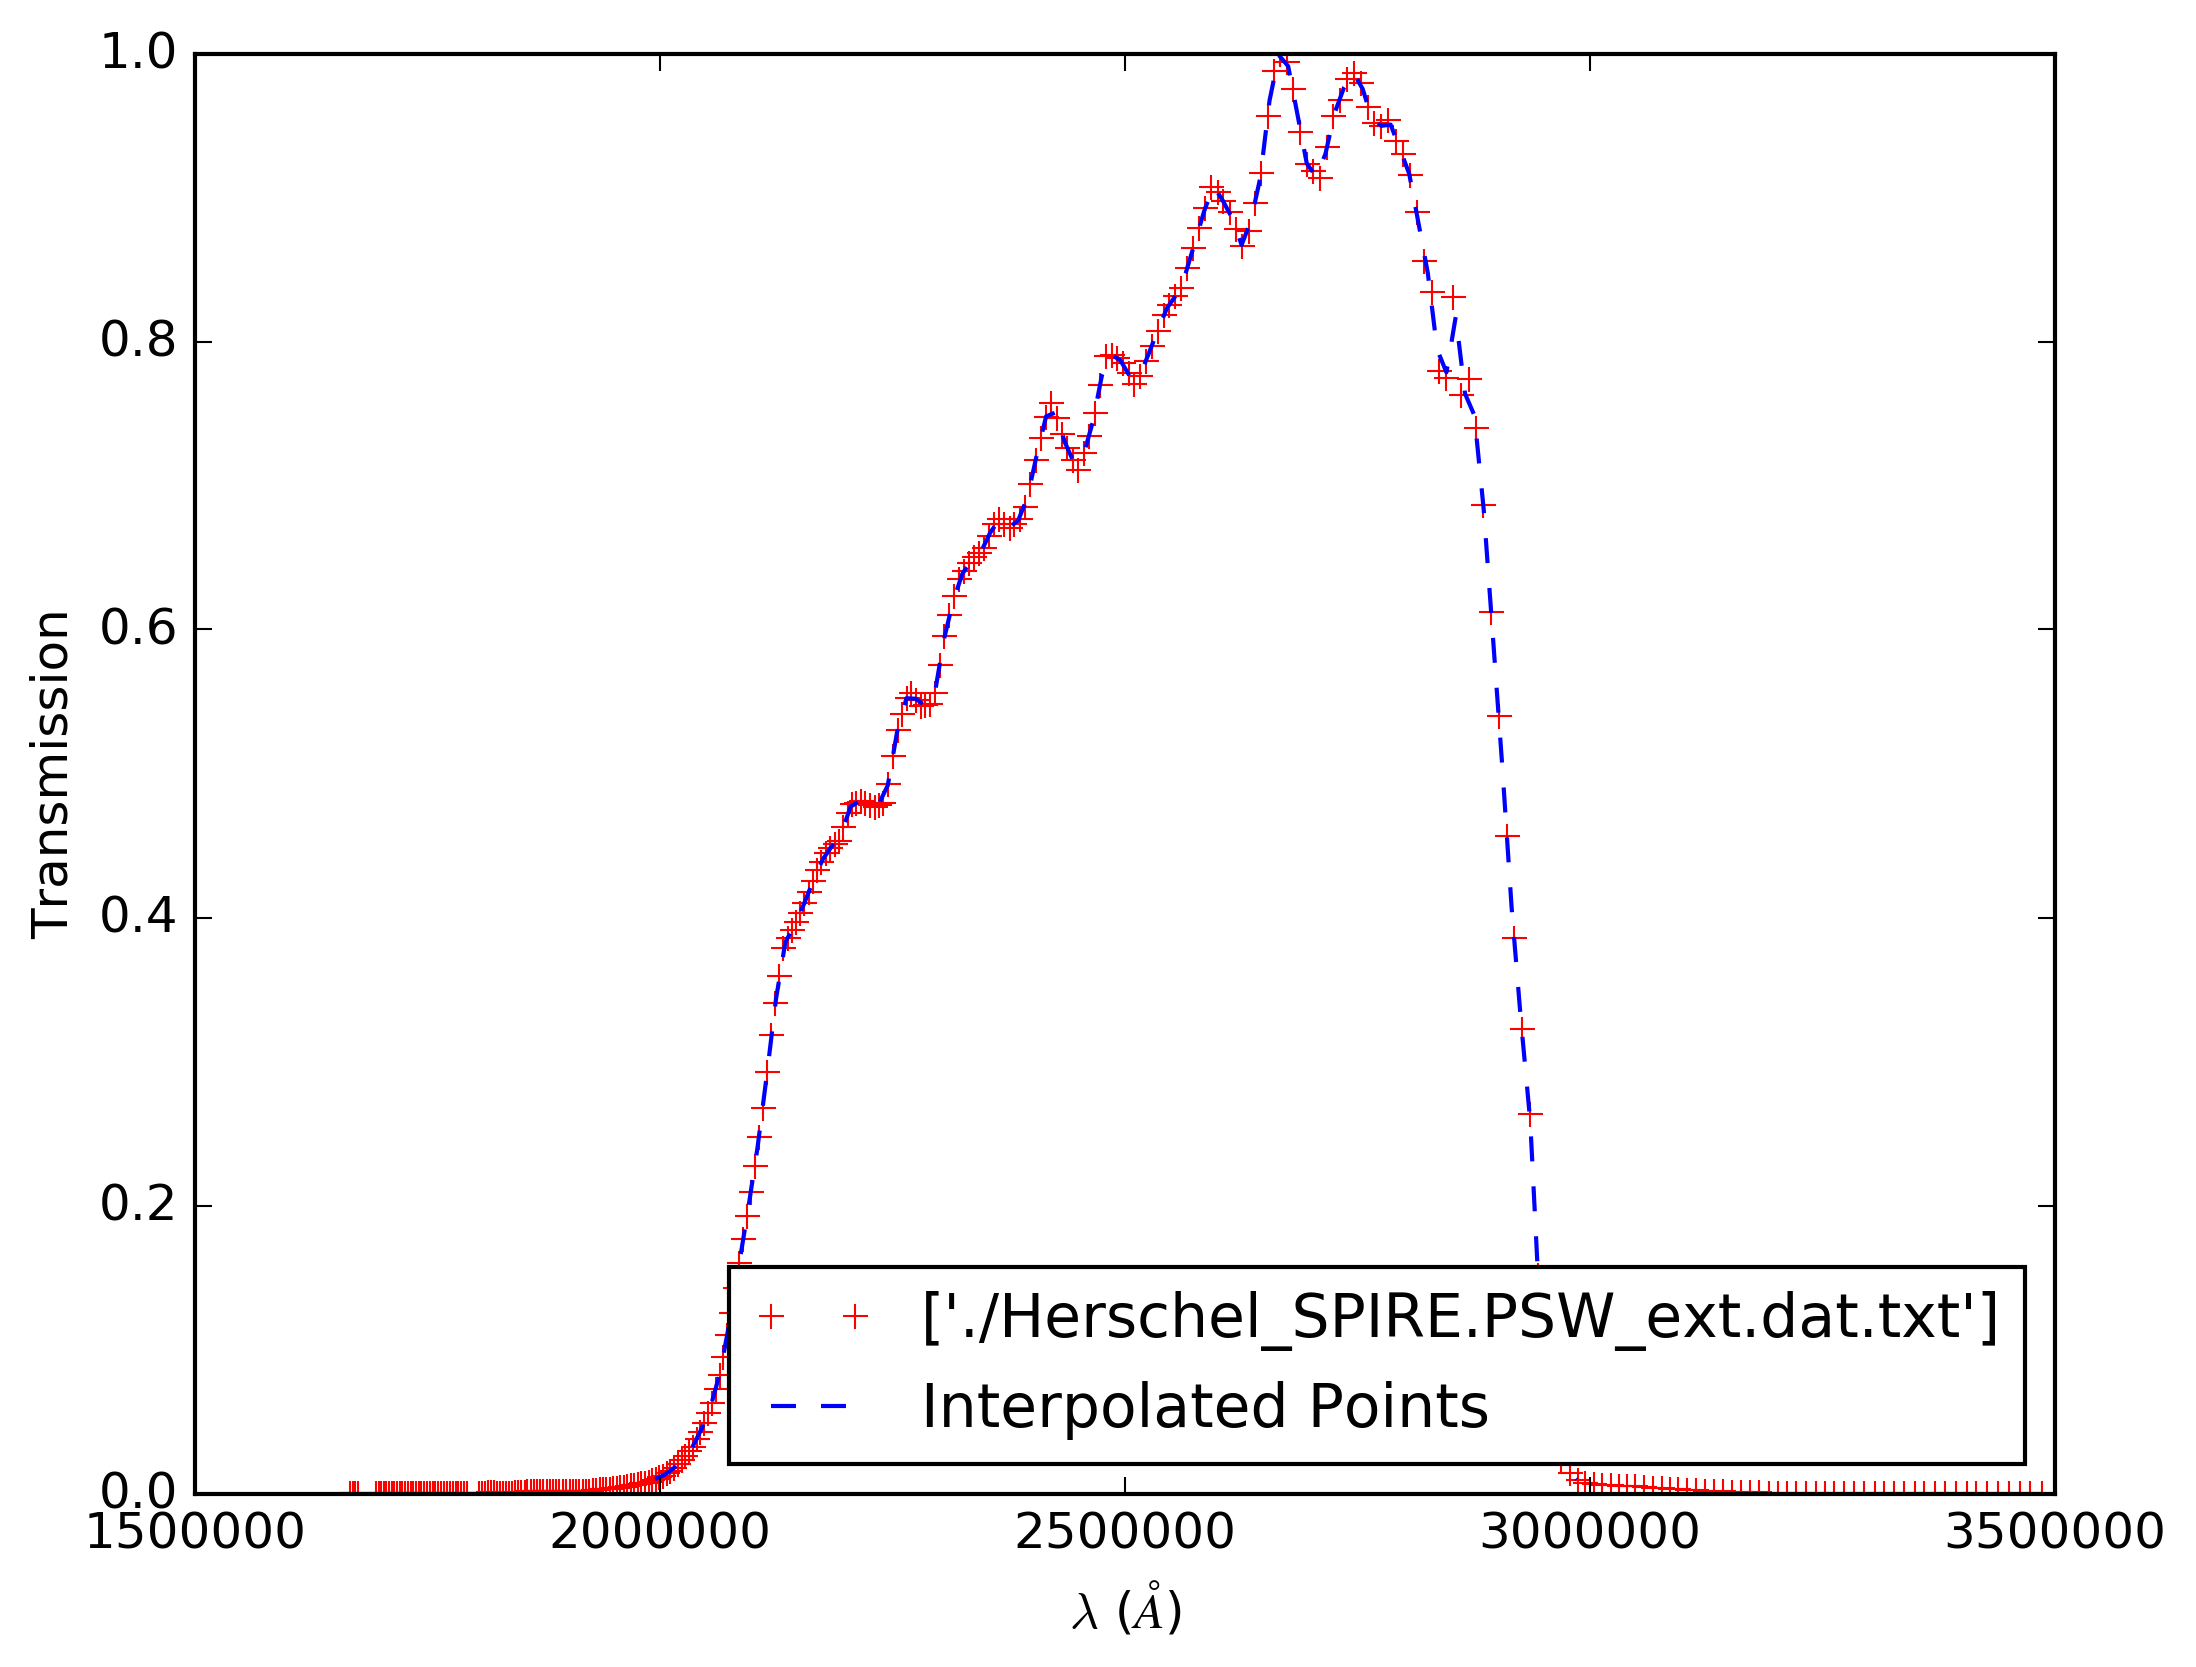 1.0
0.8
0.6
0.4
0.2
0.0
Transmission
1500000 2000000 2500000 3000000 3500000
λ (Å)
['./Herschel_SPIRE.PSW_ext.dat.txt']
Interpolated Points